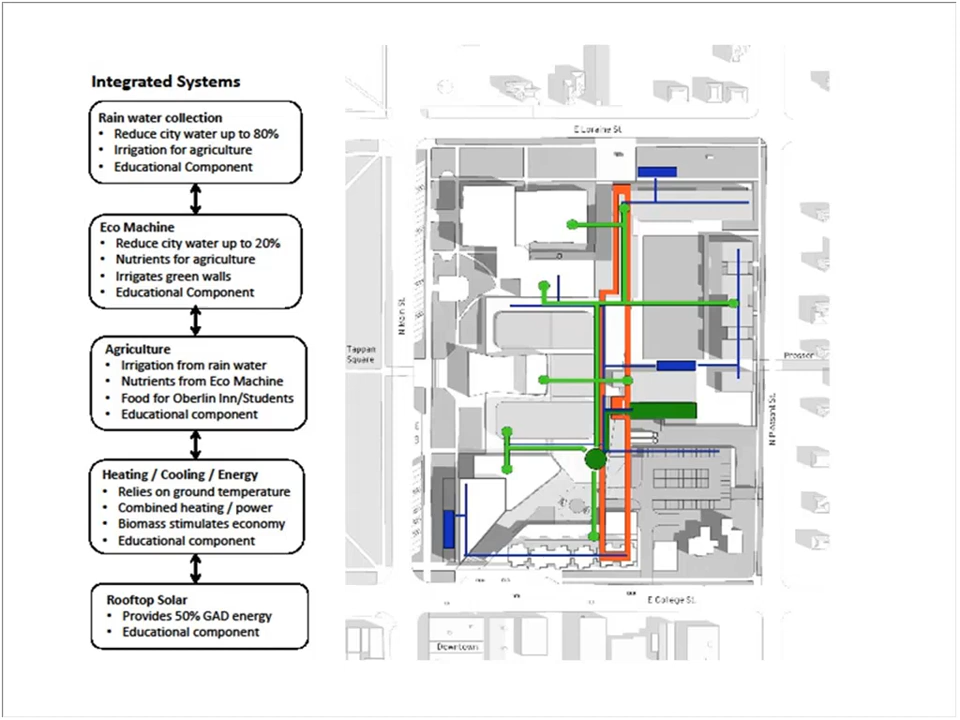 Integrated Systems
Rain water collection
• Reduce city water up to 80%
• Irrigation for agriculture
• Educational Component
Eco Machine
• Reduce city water up to 20%
• Nutrients for agriculture
• Irrigates green walls
• Educational Component
Agriculture
• Irrigation from rain water
• Nutrients from Eco Machine
• Food for Oberlin Inn/Students
• Educational component
Heating / Cooling / Energy
• Relies on ground temperature
• Combined heating / power
• Biomass stimulates economy
• Educational component
Rooftop Solar
• Provides 50% GAD energy
• Educational component
E Loraine St.
N Main St.
Tappan
Square
Prosser
N Pleasant St.
E College St.
Downtown